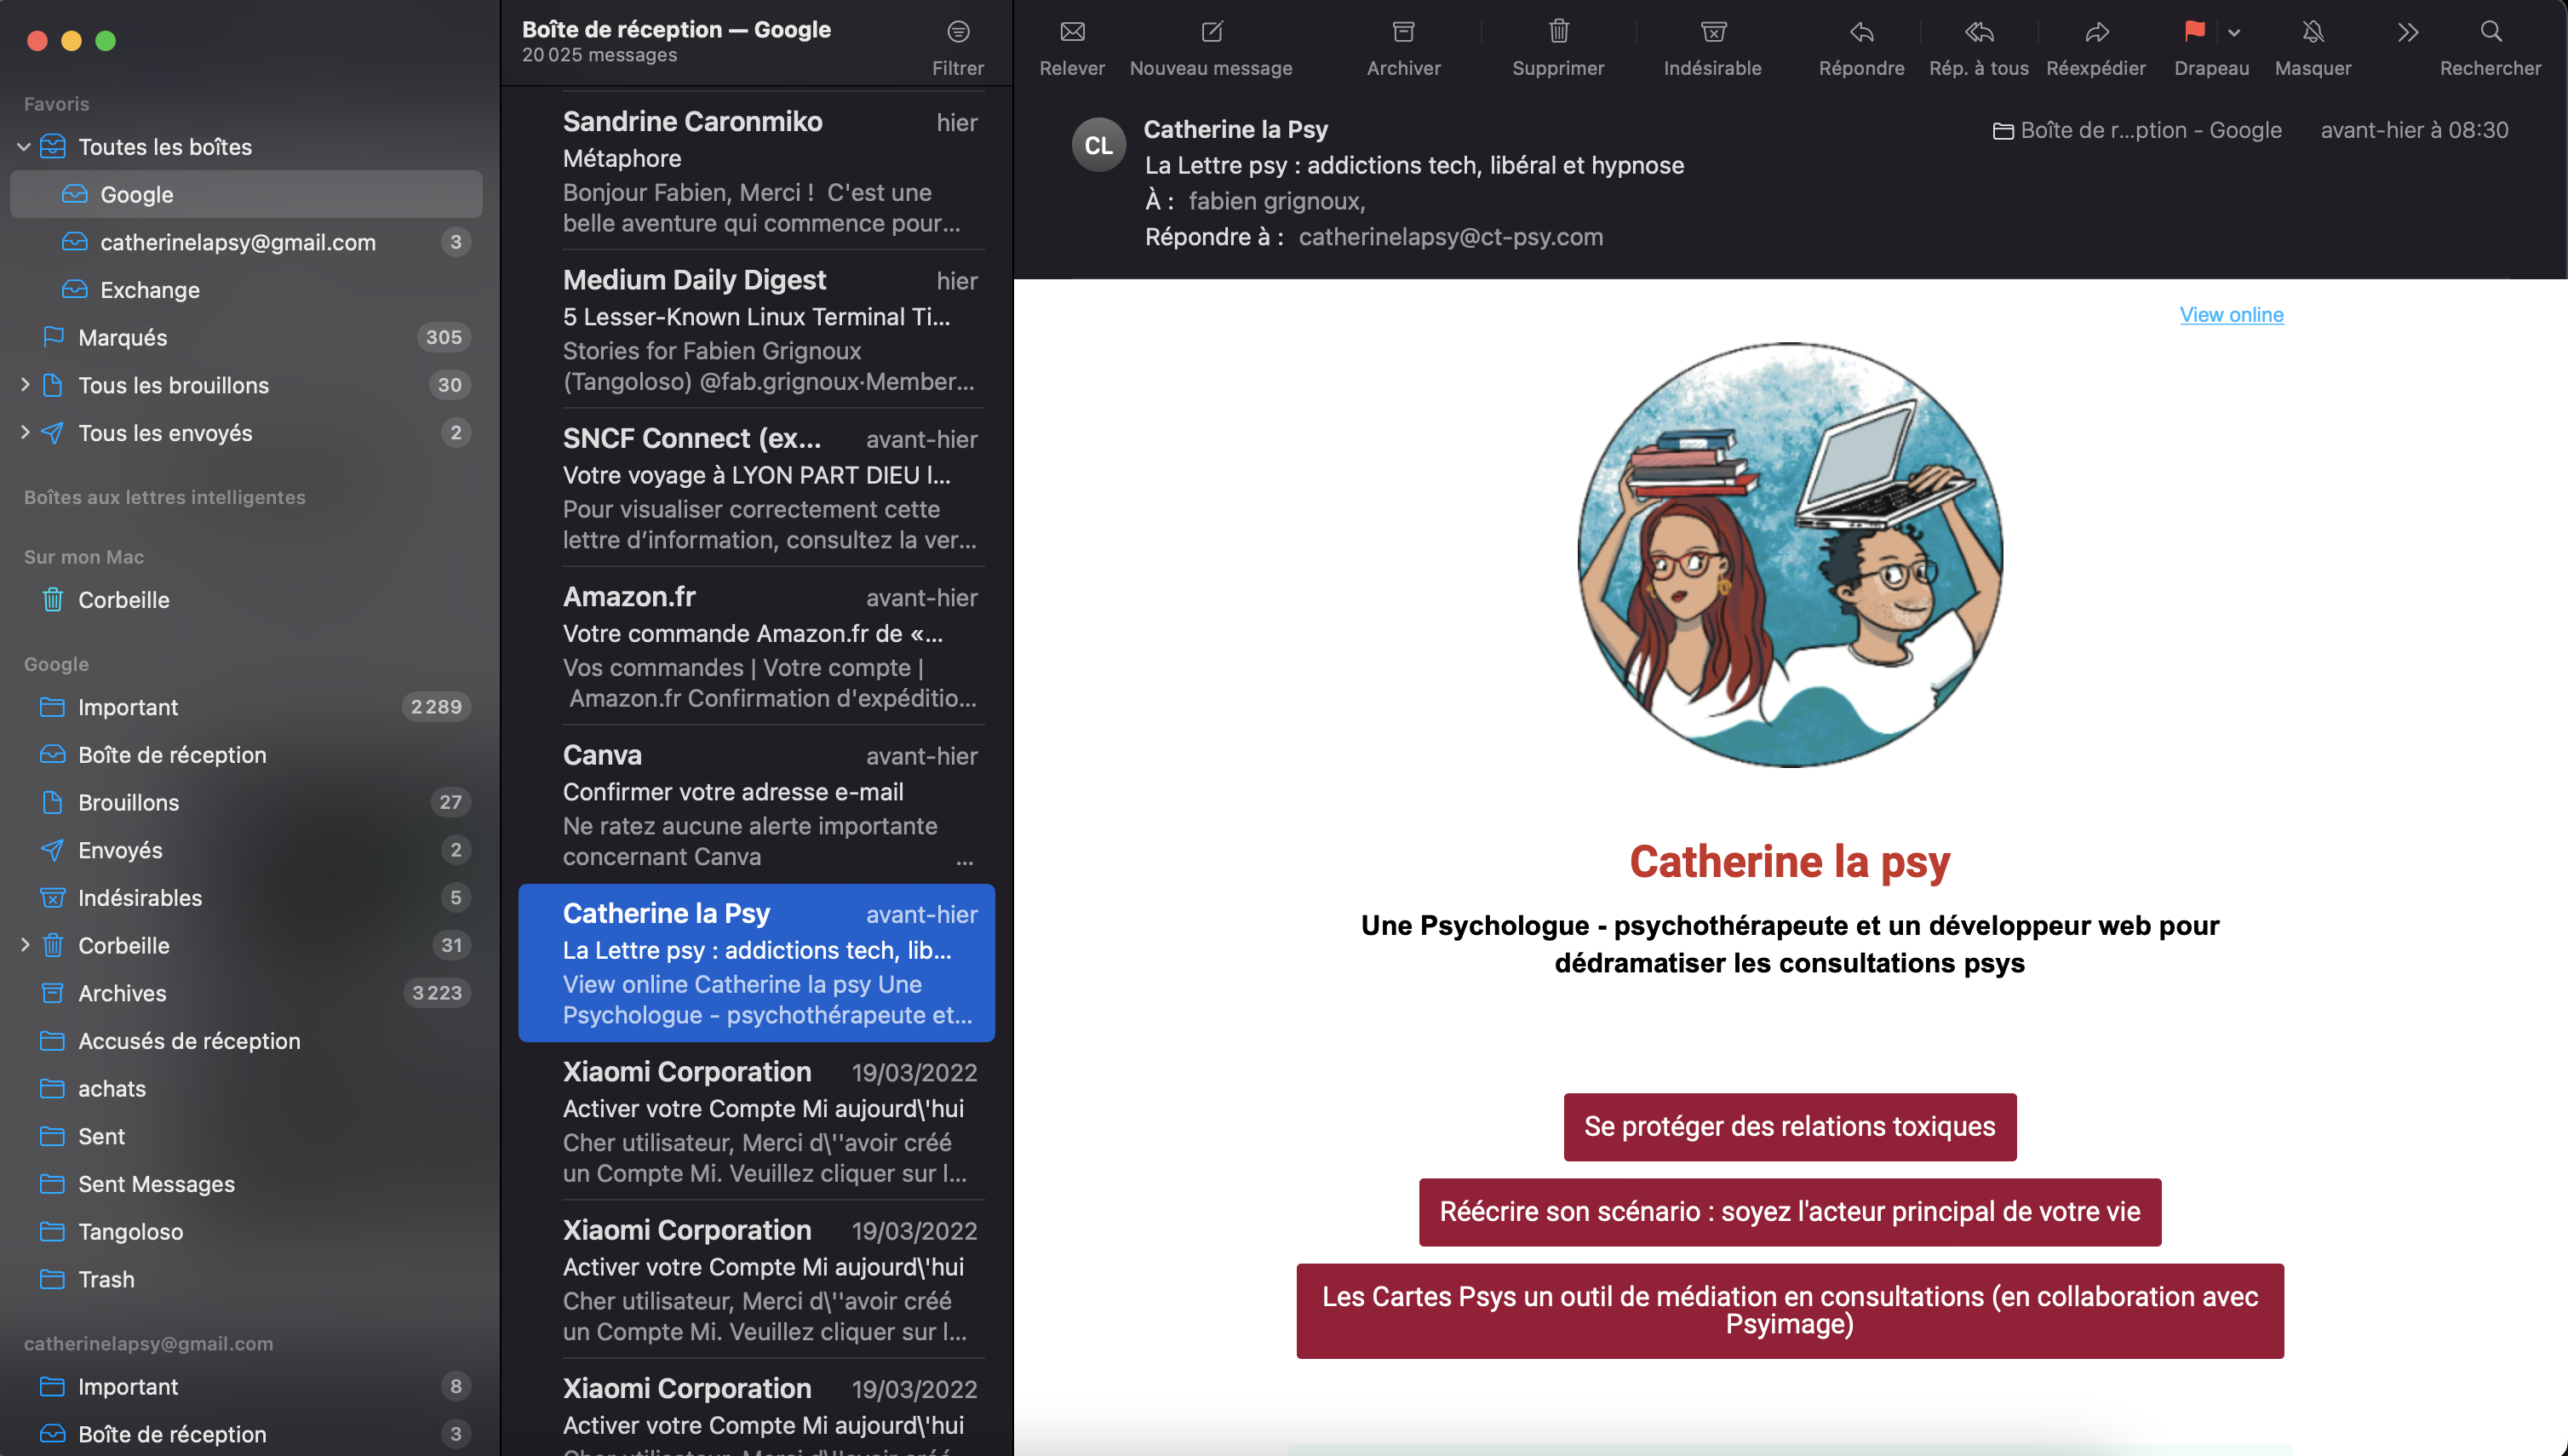 Favoris
Toutes les boîtes
Google
catherinelapsy@gmail.com 3
Exchange
Marqués 305
Tous les brouillons 30
Tous les envoyés 2
Boîtes aux lettres intelligentes
Sur mon Mac
Corbeille
Google
Important 2 289
Boîte de réception
Brouillons 27
Envoyés 2
Indésirables 5
Corbeille 31
Archives 3 223
Accusés de réception
achats
Sent
Sent Messages
Tangoloso
Trash
catherinelapsy@gmail.com
Important 8
Boîte de réception 3
Boîte de réception — Google
20 025 messages
Filtrer
Sandrine Caronmiko hier
Métaphore
Bonjour Fabien, Merci !  C'est une
belle aventure qui commence pour...
Medium Daily Digest hier
5 Lesser-Known Linux Terminal Ti...
Stories for Fabien Grignoux
(Tangoloso) @fab.grignoux·Member...
SNCF Connect (ex... avant-hier
Votre voyage à LYON PART DIEU l...
Pour visualiser correctement cette
lettre d’information, consultez la ver...
Amazon.fr avant-hier
Votre commande Amazon.fr de «...
Vos commandes | Votre compte |
Amazon.fr Confirmation d'expéditio...
Canva avant-hier
Confirmer votre adresse e-mail
Ne ratez aucune alerte importante
concernant Canva ...
Catherine la Psy avant-hier
La Lettre psy : addictions tech, lib...
View online Catherine la psy Une
Psychologue - psychothérapeute et...
Xiaomi Corporation 19/03/2022
Activer votre Compte Mi aujourd\'hui
Cher utilisateur, Merci d\''avoir créé
un Compte Mi. Veuillez cliquer sur l...
Xiaomi Corporation 19/03/2022
Activer votre Compte Mi aujourd\'hui
Cher utilisateur, Merci d\''avoir créé
un Compte Mi. Veuillez cliquer sur l...
Xiaomi Corporation 19/03/2022
Activer votre Compte Mi aujourd\'hui
Relever Nouveau message Archiver Supprimer Indésirable Répondre Rép. à tous Réexpédier Drapeau Masquer Rechercher
CL
Catherine la Psy Boîte de r...ption - Google avant-hier à 08:30
La Lettre psy : addictions tech, libéral et hypnose
À : fabien grignoux,
Répondre à : catherinelapsy@ct-psy.com
View online
Catherine la psy
Une Psychologue - psychothérapeute et un développeur web pour
dédramatiser les consultations psys
Se protéger des relations toxiques
Réécrire son scénario : soyez l'acteur principal de votre vie
Les Cartes Psys un outil de médiation en consultations (en collaboration avec
Psyimage)